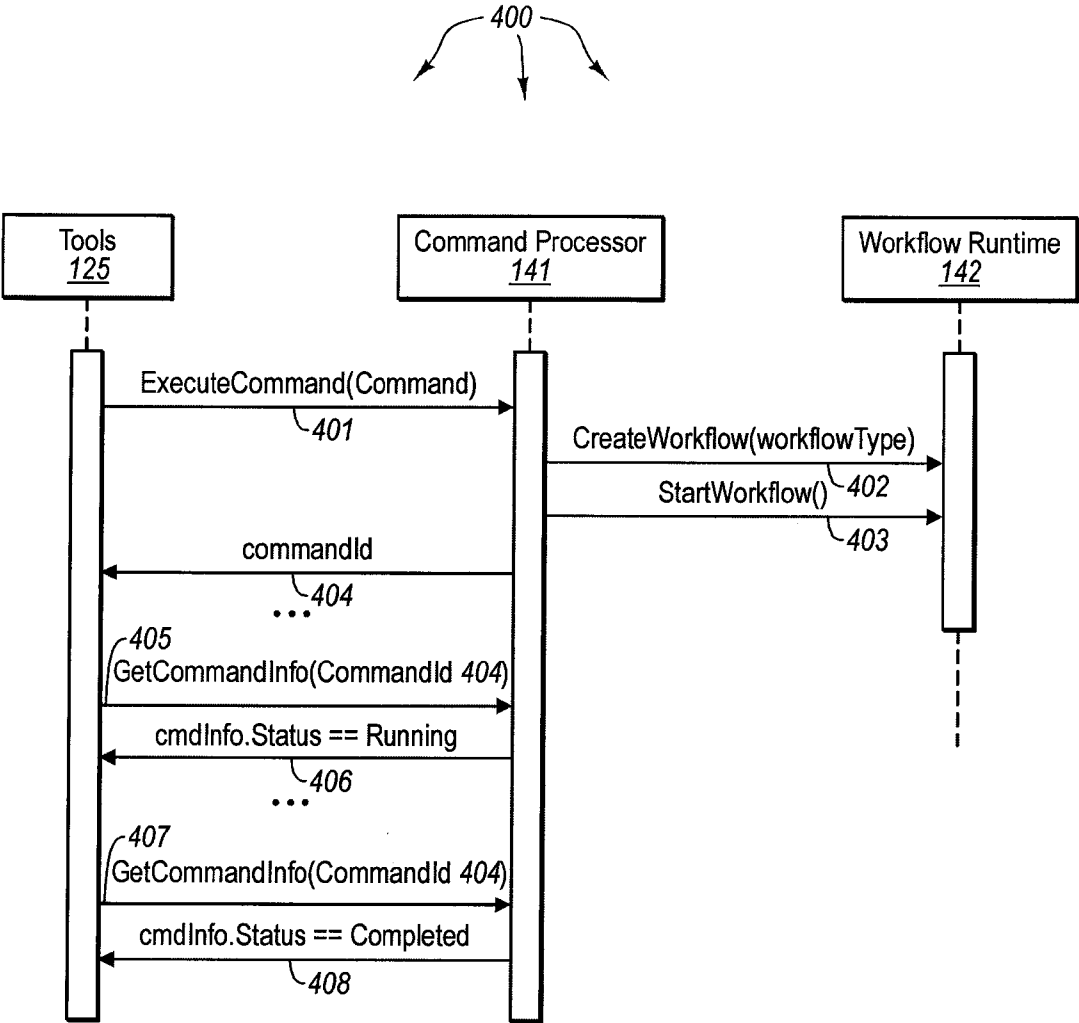 400
Tools
125
Command Processor
141
Workflow Runtime
142
ExecuteCommand(Command)
401
CreateWorkflow(workflowType)
402
StartWorkflow()
403
commandId
404
•••
405
GetCommandInfo(CommandId 404)
cmdInfo.Status == Running
406
•••
407
GetCommandInfo(CommandId 404)
cmdInfo.Status == Completed
408